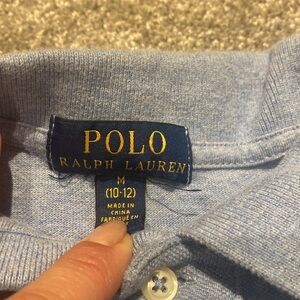 POLO
RALPH LAUREN
M
(10-12)
MADE IN
CHINA
FABRIQUÉ EN